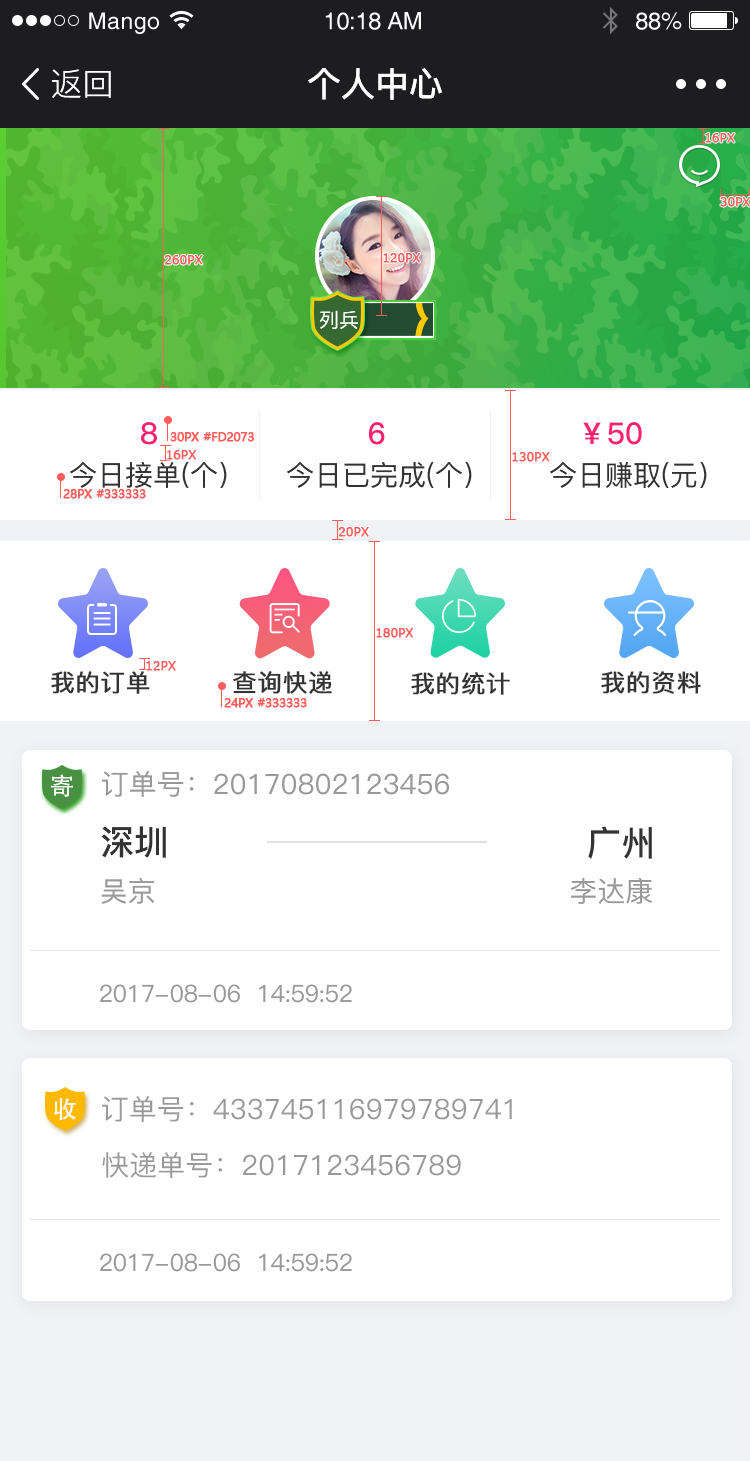 Mango 10:18 AM 88%
返回 个人中心
16PX
30PX
260PX
120PX
列兵
8 6 ¥50
30PX #FD2073
16PX
130PX
今日接单(个) 今日已完成(个) 今日赚取(元)
28PX #333333
20PX
180PX
12PX
我的订单 查询快递 我的统计 我的资料
24PX #333333
寄 订单号：20170802123456
深圳 广州
吴京 李达康
2017-08-06 14:59:52
收 订单号：433745116979789741
快递单号：2017123456789
2017-08-06 14:59:52